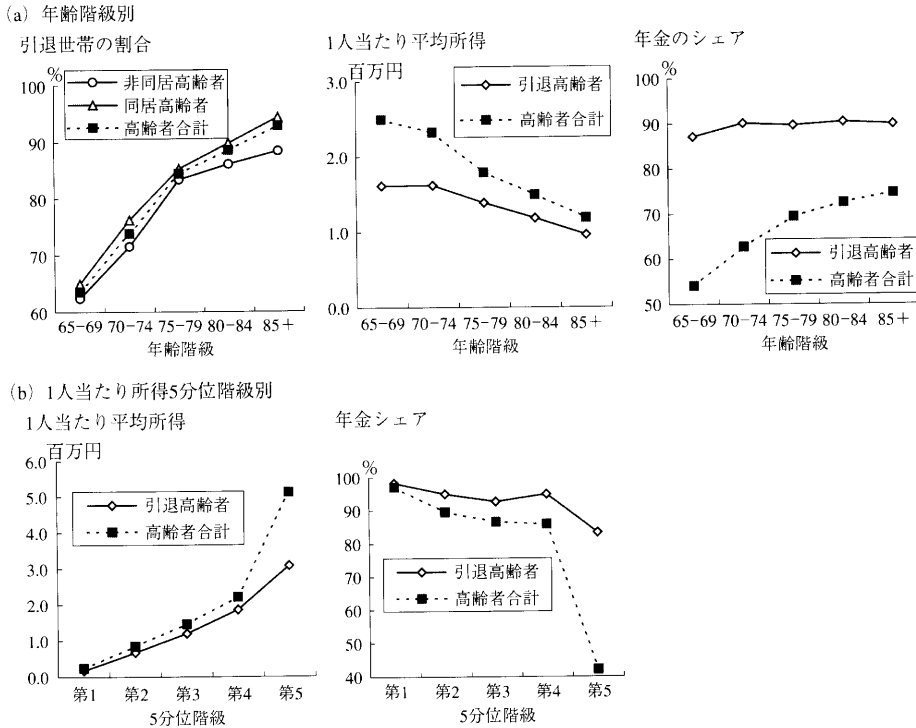 (a) 年齢階級別
引退世帯の割合
%
非同居高齢者
同居高齢者
高齢者合計
100
90
80
70
60
65-69 70-74 75-79 80-84 85+
年齢階級
1人当たり平均所得
百万円
3.0
2.0
1.0
0.0
引退高齢者
高齢者合計
65-69 70-74 75-79 80-84 85+
年齢階級
年金のシェア
%
100
90
80
70
60
50
引退高齢者
高齢者合計
65-69 70-74 75-79 80-84 85+
年齢階級
(b) 1人当たり所得5分位階級別
1人当たり平均所得
百万円
6.0
5.0
4.0
3.0
2.0
1.0
0.0
引退高齢者
高齢者合計
第1 第2 第3 第4 第5
5分位階級
年金シェア
%
100
90
80
60
60
50
40
引退高齢者
高齢者合計
第1 第2 第3 第4 第5
5分位階級